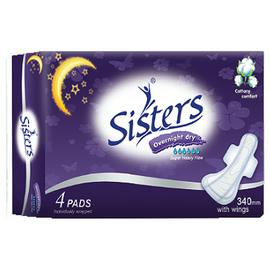 Cottony
comfort
Sisters
Overnight dry
Super Heavy Flow
4 PADS
Individually wrapped
340mm
with wings